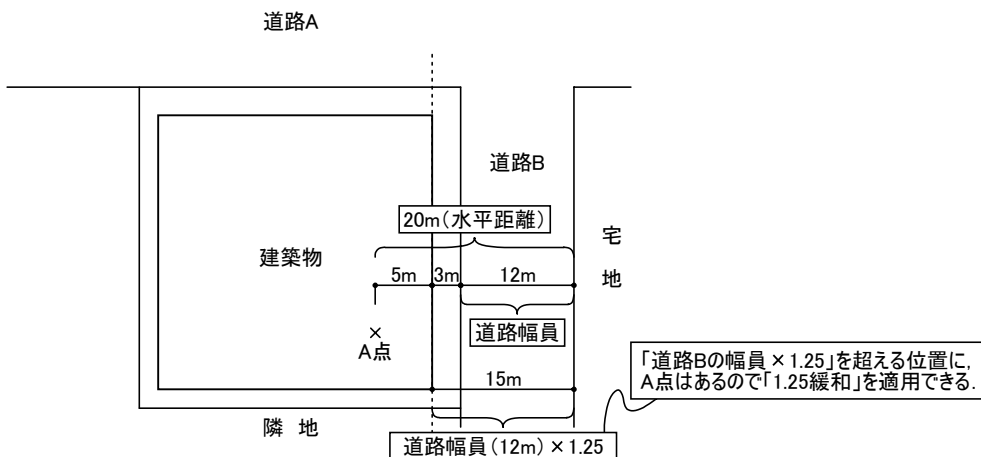 道路A
道路B
20m(水平距離)
宅
地
建築物
5m
3m
12m
道路幅員
×
A点
「道路Bの幅員×1.25」を超える位置に,
A点はあるので「1.25緩和」を適用できる.
15m
隣 地
道路幅員(12m)×1.25